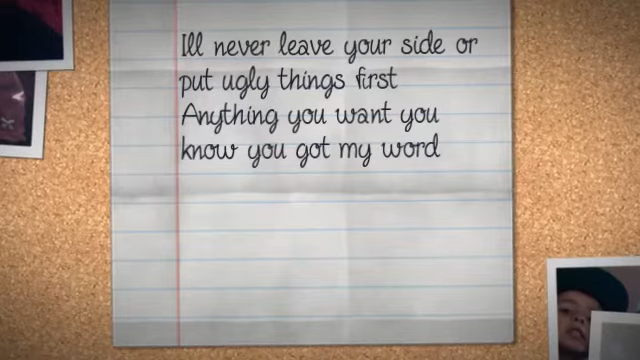 Ill never leave your side or
put ugly things first
Anything you want you
know you got my word